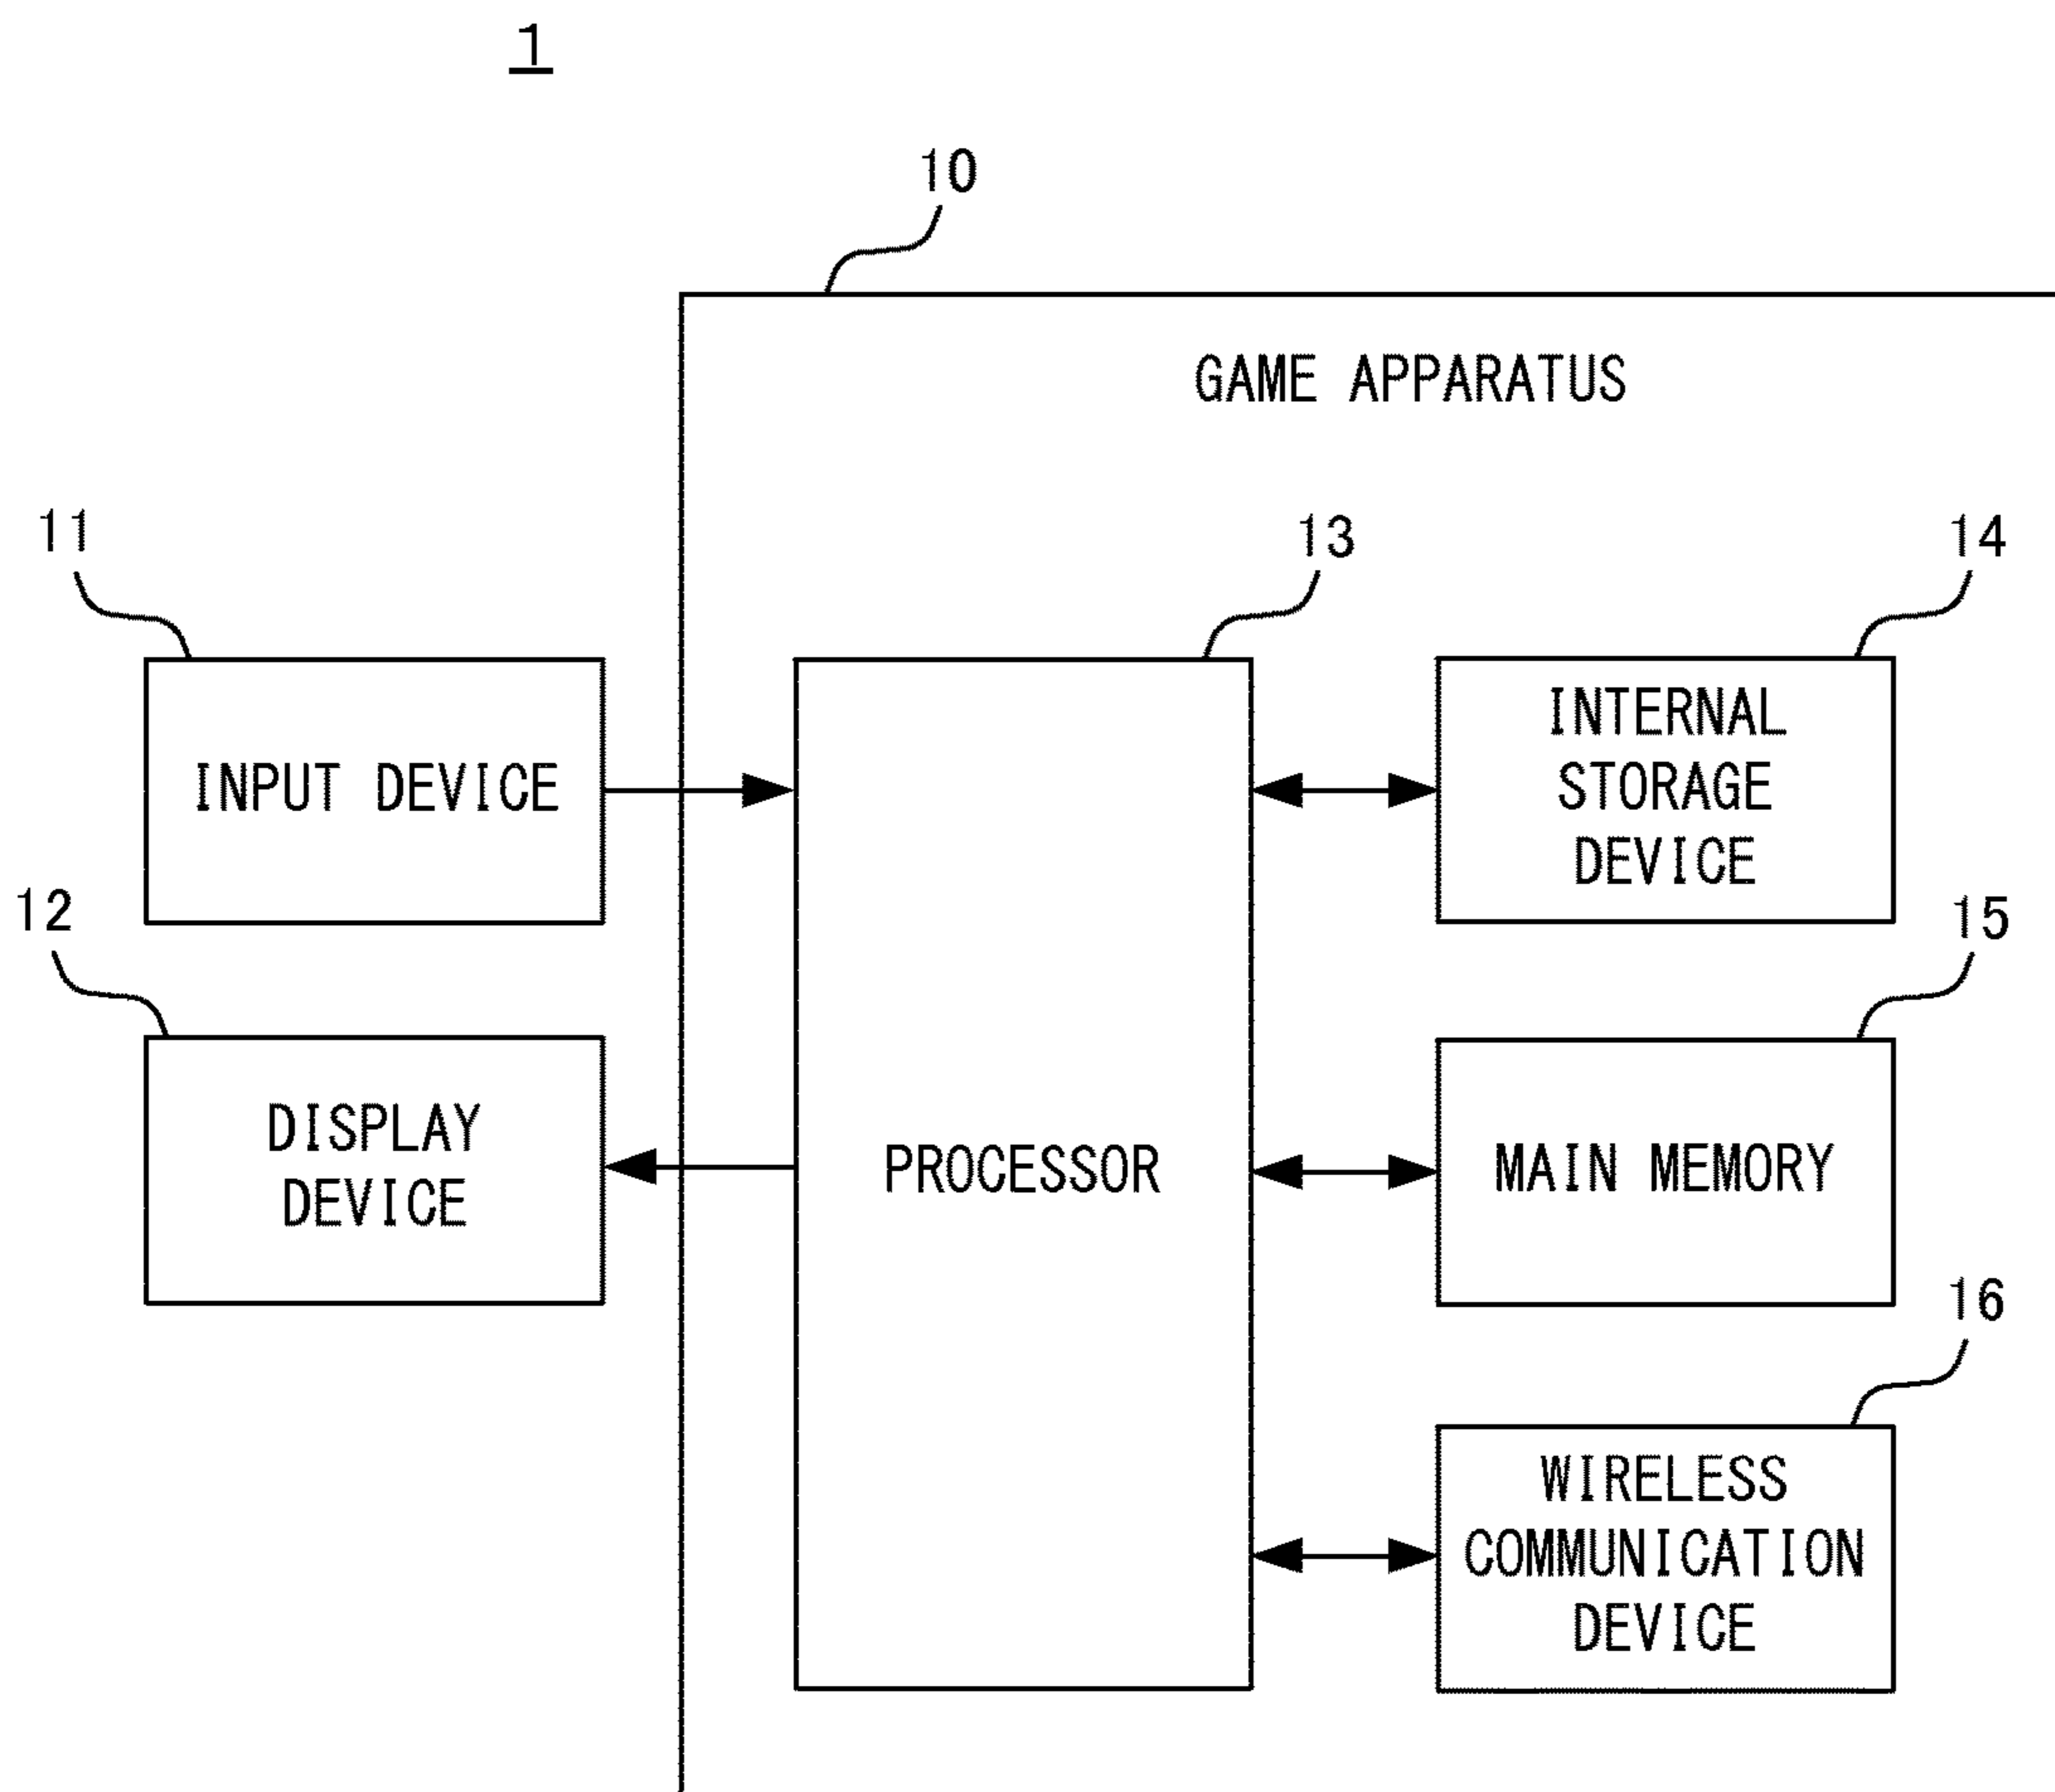 1
10
GAME APPARATUS
11
13
14
INPUT DEVICE
INTERNAL
STORAGE
DEVICE
12
15
DISPLAY
DEVICE
PROCESSOR
MAIN MEMORY
16
WIRELESS
COMMUNICATION
DEVICE